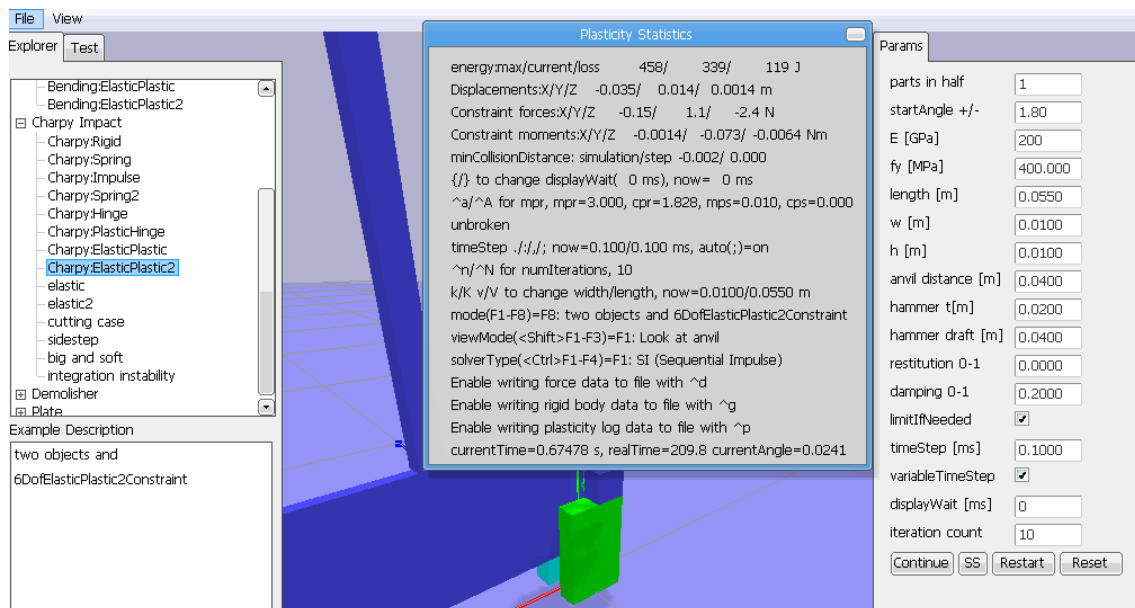 File View
Explorer Test
Bending:ElasticPlastic
Bending:ElasticPlastic2
Charpy Impact
Charpy:Rigid
Charpy:Spring
Charpy:Impulse
Charpy:Spring2
Charpy:Hinge
Charpy:PlasticHinge
Charpy:ElasticPlastic
Charpy:ElasticPlastic2
elastic
elastic2
cutting case
sidestep
big and soft
integration instability
Demolisher
Plate
Example Description
two objects and
6DofElasticPlastic2Constraint
Plasticity Statistics
energy:max/current/loss 458/ 339/ 119 J
Displacements:X/Y/Z -0.035/ 0.014/ 0.0014 m
Constraint forces:X/Y/Z -0.15/ 1.1/ -2.4 N
Constraint moments:X/Y/Z -0.0014/ -0.073/ -0.0064 Nm
minCollisionDistance: simulation/step -0.002/ 0.000
{/} to change displayWait( 0 ms), now= 0 ms
^a/^A for mpr, mpr=3.000, cpr=1.828, mps=0.010, cps=0.000
unbroken
timeStep ./:/,/; now=0.100/0.100 ms, auto(;)=on
^n/^N for numIterations, 10
k/K v/V to change width/length, now=0.0100/0.0550 m
mode(F1-F8)=F8: two objects and 6DofElasticPlastic2Constraint
viewMode(<Shift>F1-F3)=F1: Look at anvil
solverType(<Ctrl>F1-F4)=F1: SI (Sequential Impulse)
Enable writing force data to file with ^d
Enable writing rigid body data to file with ^g
Enable writing plasticity log data to file with ^p
currentTime=0.67478 s, realTime=209.8 currentAngle=0.0241
Params
parts in half 1
startAngle +/- 1.80
E [GPa] 200
fy [MPa] 400.000
length [m] 0.0550
w [m] 0.0100
h [m] 0.0100
anvil distance [m] 0.0400
hammer t[m] 0.0200
hammer draft [m] 0.0400
restitution 0-1 0.0000
damping 0-1 0.2000
limitIfNeeded
timeStep [ms] 0.1000
variableTimeStep
displayWait [ms] 0
iteration count 10
Continue SS Restart Reset